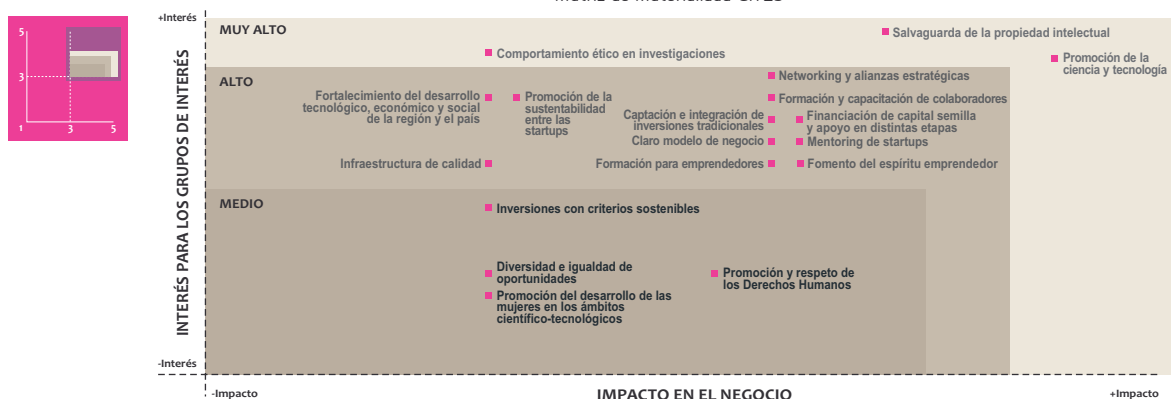 +Interés
5
3
1
3
5
INTERÉS PARA LOS GRUPOS DE INTERÉS
MUY ALTO
Salvaguarda de la propiedad intelectual
Comportamiento ético en investigaciones
Promoción de la
ciencia y tecnología
ALTO
Networking y alianzas estratégicas
Fortalecimiento del desarrollo
tecnológico, económico y social
de la región y el país
Promoción de la
sustentabilidad
entre las
startups
Formación y capacitación de colaboradores
Captación e integración de
inversiones tradicionales
Financiación de capital semilla
y apoyo en distintas etapas
Claro modelo de negocio
Mentoring de startups
Infraestructura de calidad
Formación para emprendedores
Fomento del espíritu emprendedor
MEDIO
Inversiones con criterios sostenibles
Diversidad e igualdad de
oportunidades
Promoción y respeto de
los Derechos Humanos
Promoción del desarrollo de las
mujeres en los ámbitos
científico-tecnológicos
-Interés
-Impacto
IMPACTO EN EL NEGOCIO
+Impacto